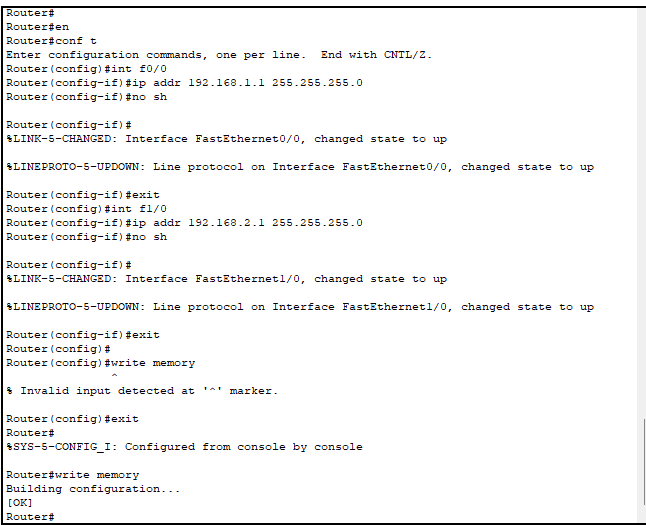 Router#
Router#en
Router#conf t
Enter configuration commands, one per line.  End with CNTL/Z.
Router(config)#int f0/0
Router(config-if)#ip addr 192.168.1.1 255.255.255.0
Router(config-if)#no sh
Router(config-if)#
%LINK-5-CHANGED: Interface FastEthernet0/0, changed state to up
%LINEPROTO-5-UPDOWN: Line protocol on Interface FastEthernet0/0, changed state to up
Router(config-if)#exit
Router(config)#int f1/0
Router(config-if)#ip addr 192.168.2.1 255.255.255.0
Router(config-if)#no sh
Router(config-if)#
%LINK-5-CHANGED: Interface FastEthernet1/0, changed state to up
%LINEPROTO-5-UPDOWN: Line protocol on Interface FastEthernet1/0, changed state to up
Router(config-if)#exit
Router(config)#
Router(config)#write memory
^
% Invalid input detected at '^' marker.
Router(config)#exit
Router#
%SYS-5-CONFIG_I: Configured from console by console
Router#write memory
Building configuration...
[OK]
Router#